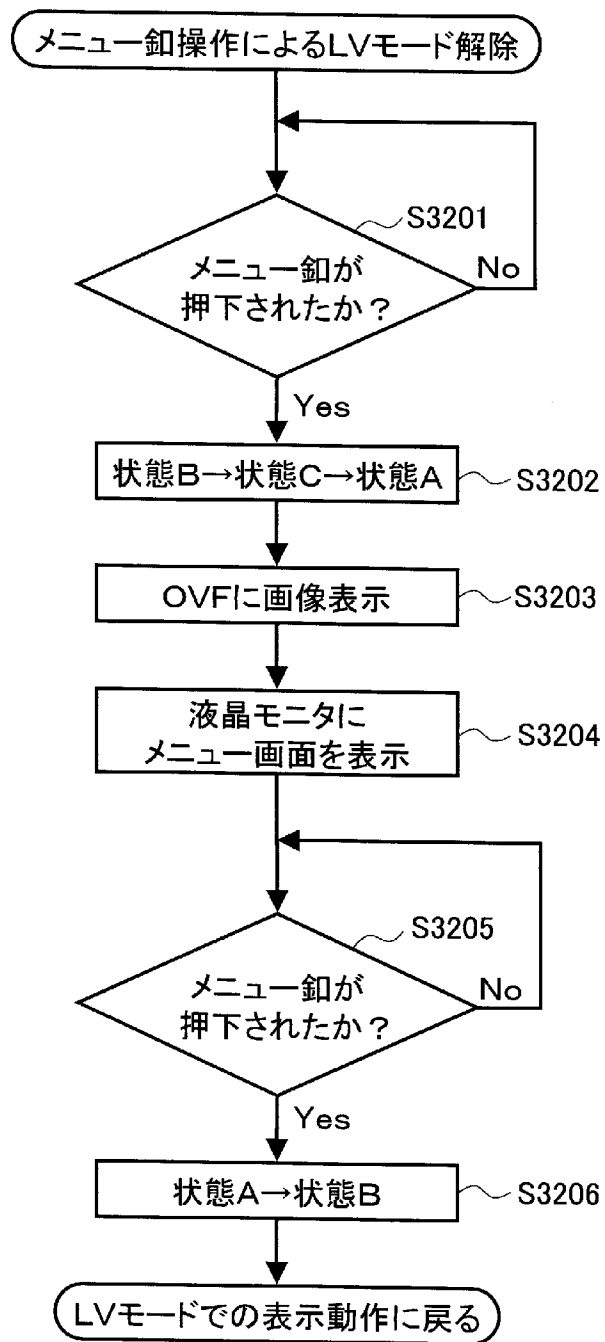 メニュー釦操作によるLVモード解除
S3201
メニュー釦が
押下されたか？
No
Yes
状態B→状態C→状態A
S3202
OVFに画像表示
S3203
液晶モニタに
メニュー画面を表示
S3204
S3205
メニュー釦が
押下されたか？
No
Yes
状態A→状態B
S3206
LVモードでの表示動作に戻る